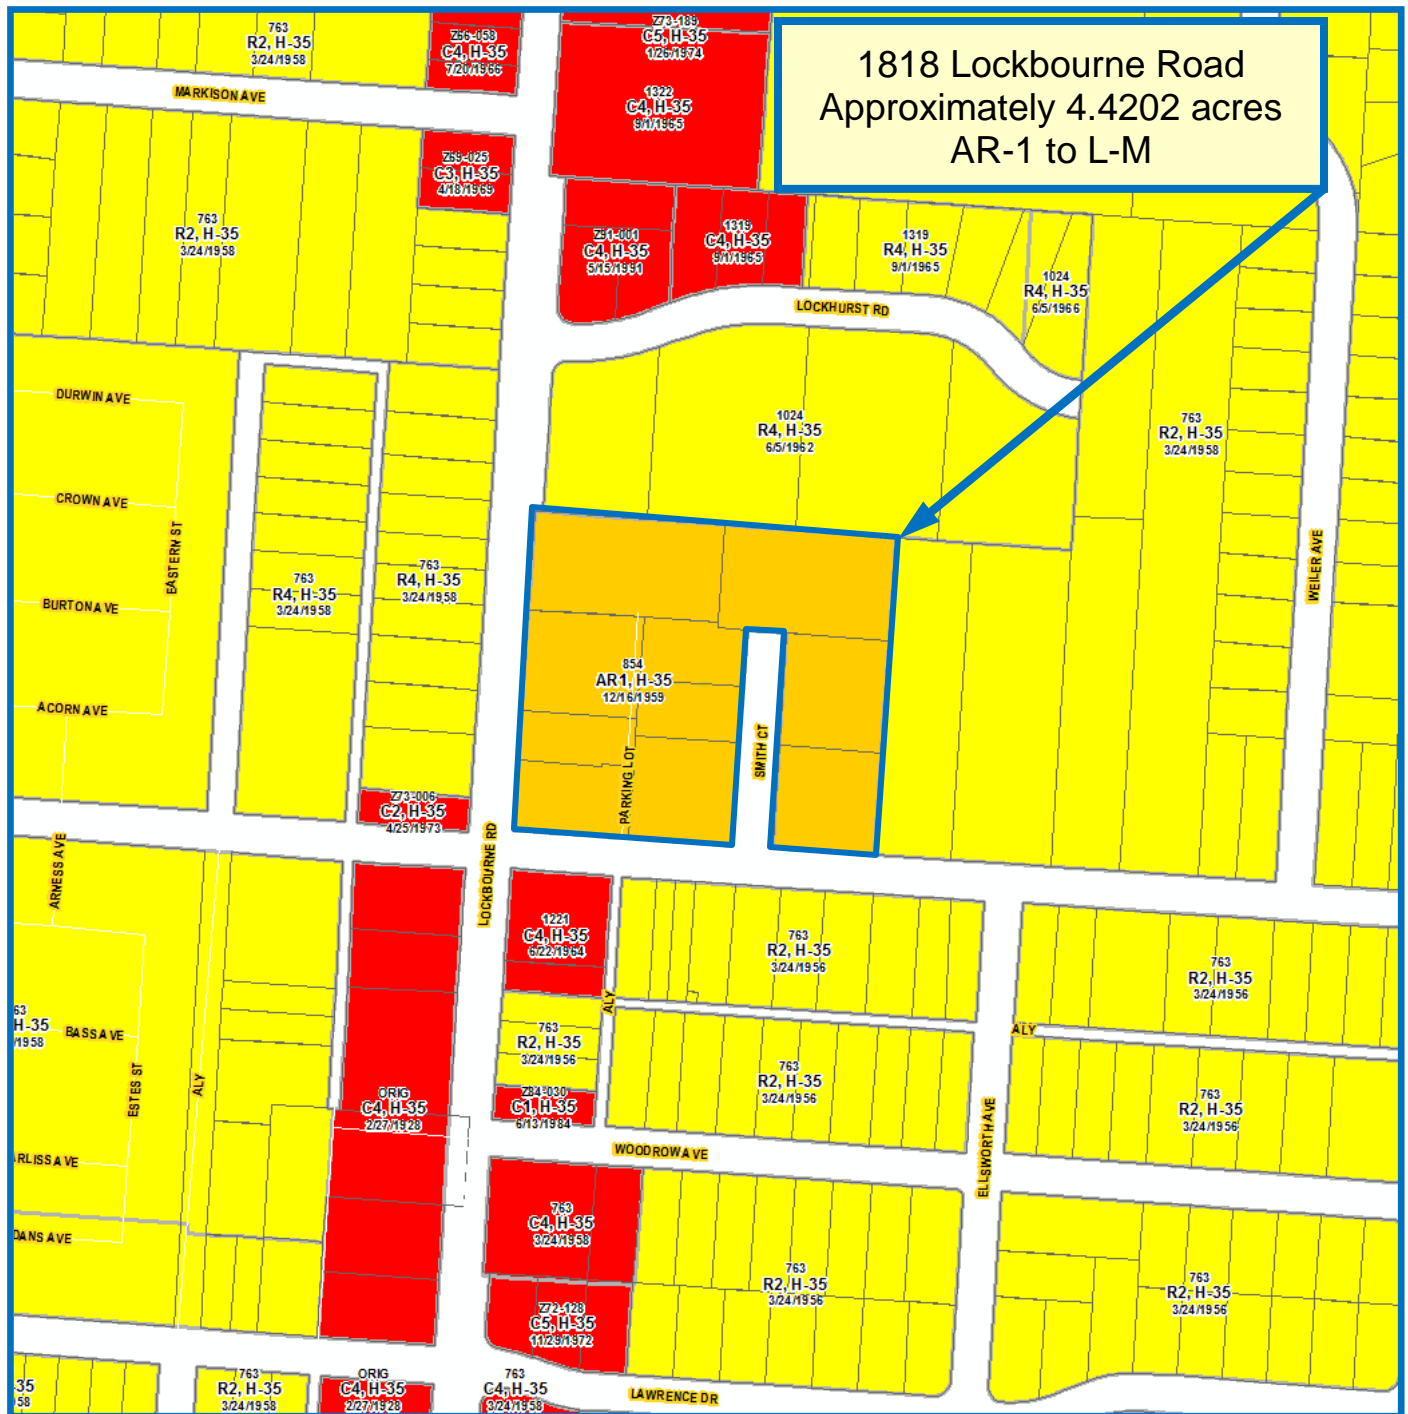 1818 Lockbourne Road
Approximately 4.4202 acres
AR-1 to L-M
763
R2, H-35
3/24/1958
Z66-058
C4, H-35
7/20/1966
Z73-189
C5, H-35
1/26/1974
1322
C4, H-35
9/1/1965
MARKISON AVE
Z69-025
C3, H-35
4/18/1969
763
R2, H-35
3/24/1958
Z91-001
C4, H-35
5/15/1991
1319
C4, H-35
9/1/1965
1319
R4, H-35
9/1/1965
1024
R4, H-35
6/5/1966
LOCKHURST RD
DURWIN AVE
CROWN AVE
EASTERN ST
BURTON AVE
ACORN AVE
1024
R4, H-35
6/5/1962
763
R2, H-35
3/24/1958
WEILER AVE
763
R4, H-35
3/24/1958
763
R4, H-35
3/24/1958
854
AR1, H-35
12/16/1959
PARKING LOT
SMITH CT
Z73-006
C2, H-35
4/25/1973
LOCKBOURNE RD
ARNESS AVE
1221
C4, H-35
6/22/1964
763
R2, H-35
3/24/1956
763
R2, H-35
3/24/1956
63
H-35
/1958
BASS AVE
ESTES ST
ALY
ALY
ALY
763
R2, H-35
3/24/1956
763
R2, H-35
3/24/1956
763
R2, H-35
3/24/1956
ORIG
C4, H-35
2/27/1928
Z84-030
C1, H-35
6/13/1984
WOODROW AVE
ELLSWORTH AVE
RLISS AVE
DANS AVE
763
C4, H-35
3/24/1958
763
R2, H-35
3/24/1956
763
R2, H-35
3/24/1956
Z72-128
C5, H-35
11/29/1972
35
58
763
R2, H-35
3/24/1958
ORIG
C4, H-35
2/27/1928
763
C4, H-35
3/24/1958
LAWRENCE DR